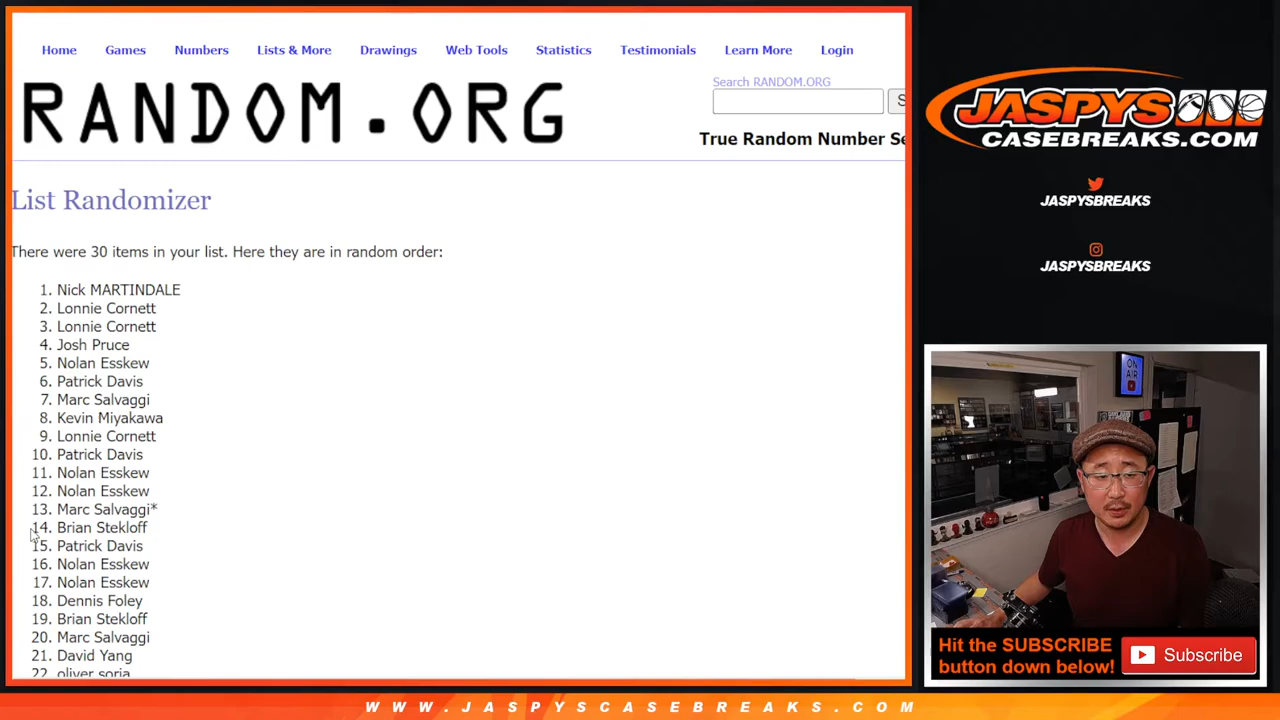 Home Games Numbers Lists & More Drawings Web Tools Statistics Testimonials Learn More Login
Search RANDOM.ORG
RANDOM.ORG
S
True Random Number Se
List Randomizer
There were 30 items in your list. Here they are in random order:
1. Nick MARTINDALE
2. Lonnie Cornett
3. Lonnie Cornett
4. Josh Pruce
5. Nolan Esskew
6. Patrick Davis
7. Marc Salvaggi
8. Kevin Miyakawa
9. Lonnie Cornett
10. Patrick Davis
11. Nolan Esskew
12. Nolan Esskew
13. Marc Salvaggi*
14. Brian Stekloff
15. Patrick Davis
16. Nolan Esskew
17. Nolan Esskew
18. Dennis Foley
19. Brian Stekloff
20. Marc Salvaggi
21. David Yang
22. oliver soria
JASPYS
CASEBREAKS.COM
JASPYSBREAKS
JASPYSBREAKS
ON
AIR
Hit the SUBSCRIBE
button down below!
Subscribe
WWW.JASPYSCASEBREAKS.COM